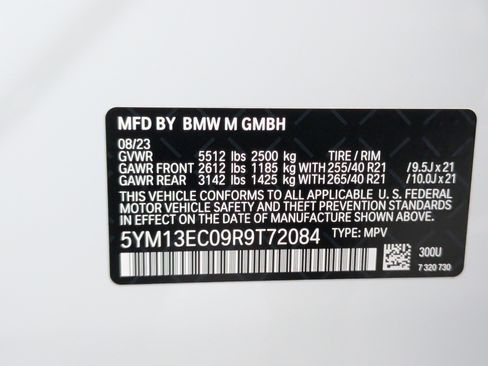 MFD BY BMW M GMBH
08/23
GVWR 5512 lbs 2500 kg TIRE / RIM
GAWR FRONT 2612 lbs 1185 kg WITH 255/40 R21 / 9.5J x 21
GAWR REAR 3142 lbs 1425 kg WITH 265/40 R21 / 10.0J x 21
THIS VEHICLE CONFORMS TO ALL APPLICABLE U. S. FEDERAL
MOTOR VEHICLE SAFETY AND THEFT PREVENTION STANDARDS
IN EFFECT ON THE DATE OF MANUFACTURE SHOWN ABOVE.
5YM13EC09R9T72084 TYPE: MPV
300U
7 320 730